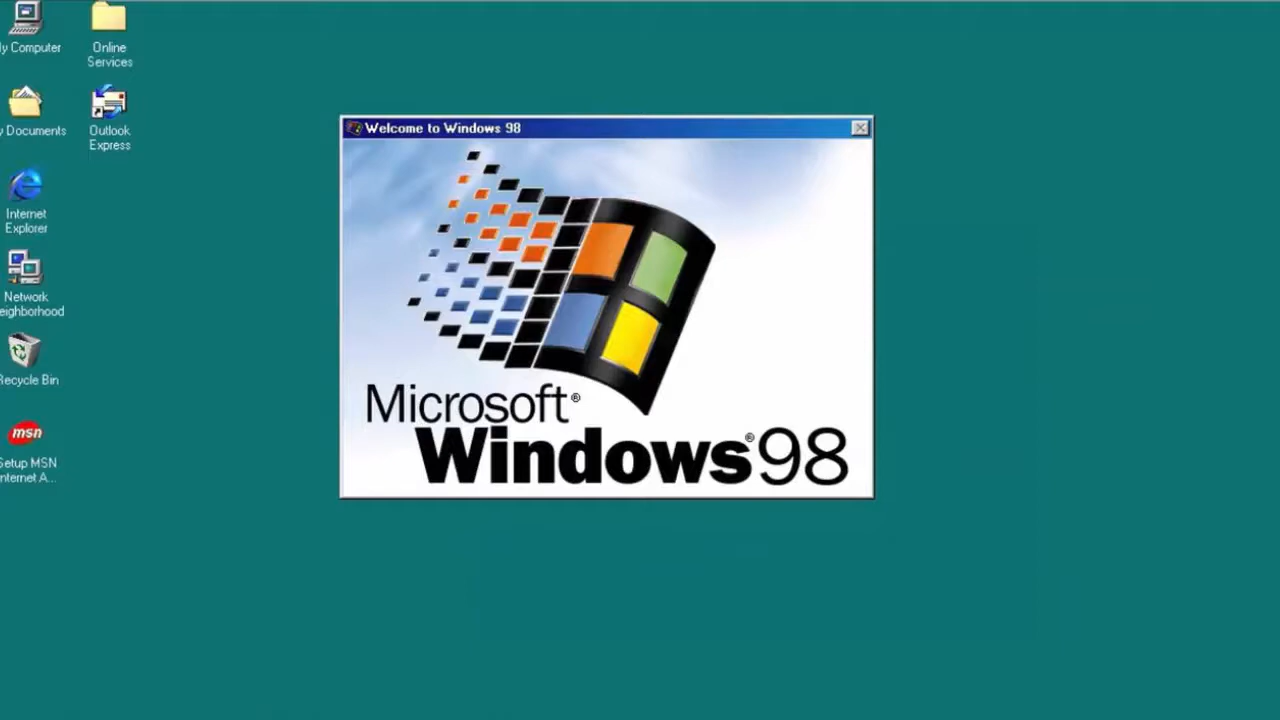 y Computer
Online
Services
y Documents
Outlook
Express
Internet
Explorer
Network
eighborhood
Recycle Bin
msn
Setup MSN
nternet A...
Welcome to Windows 98
Microsoft®
Windows®98